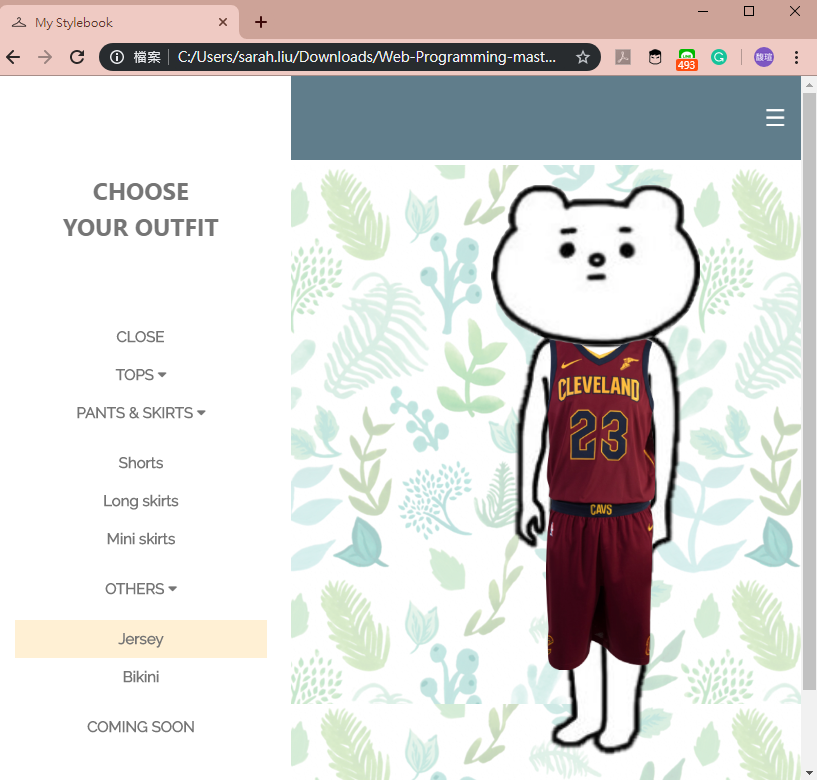 My Stylebook
檔案
C:/Users/sarah.liu/Downloads/Web-Programming-mast...
493
馥瑄
CHOOSE
YOUR OUTFIT
CLOSE
TOPS
PANTS & SKIRTS
Shorts
Long skirts
Mini skirts
OTHERS
Jersey
Bikini
COMING SOON
CLEVELAND
23
CAVS